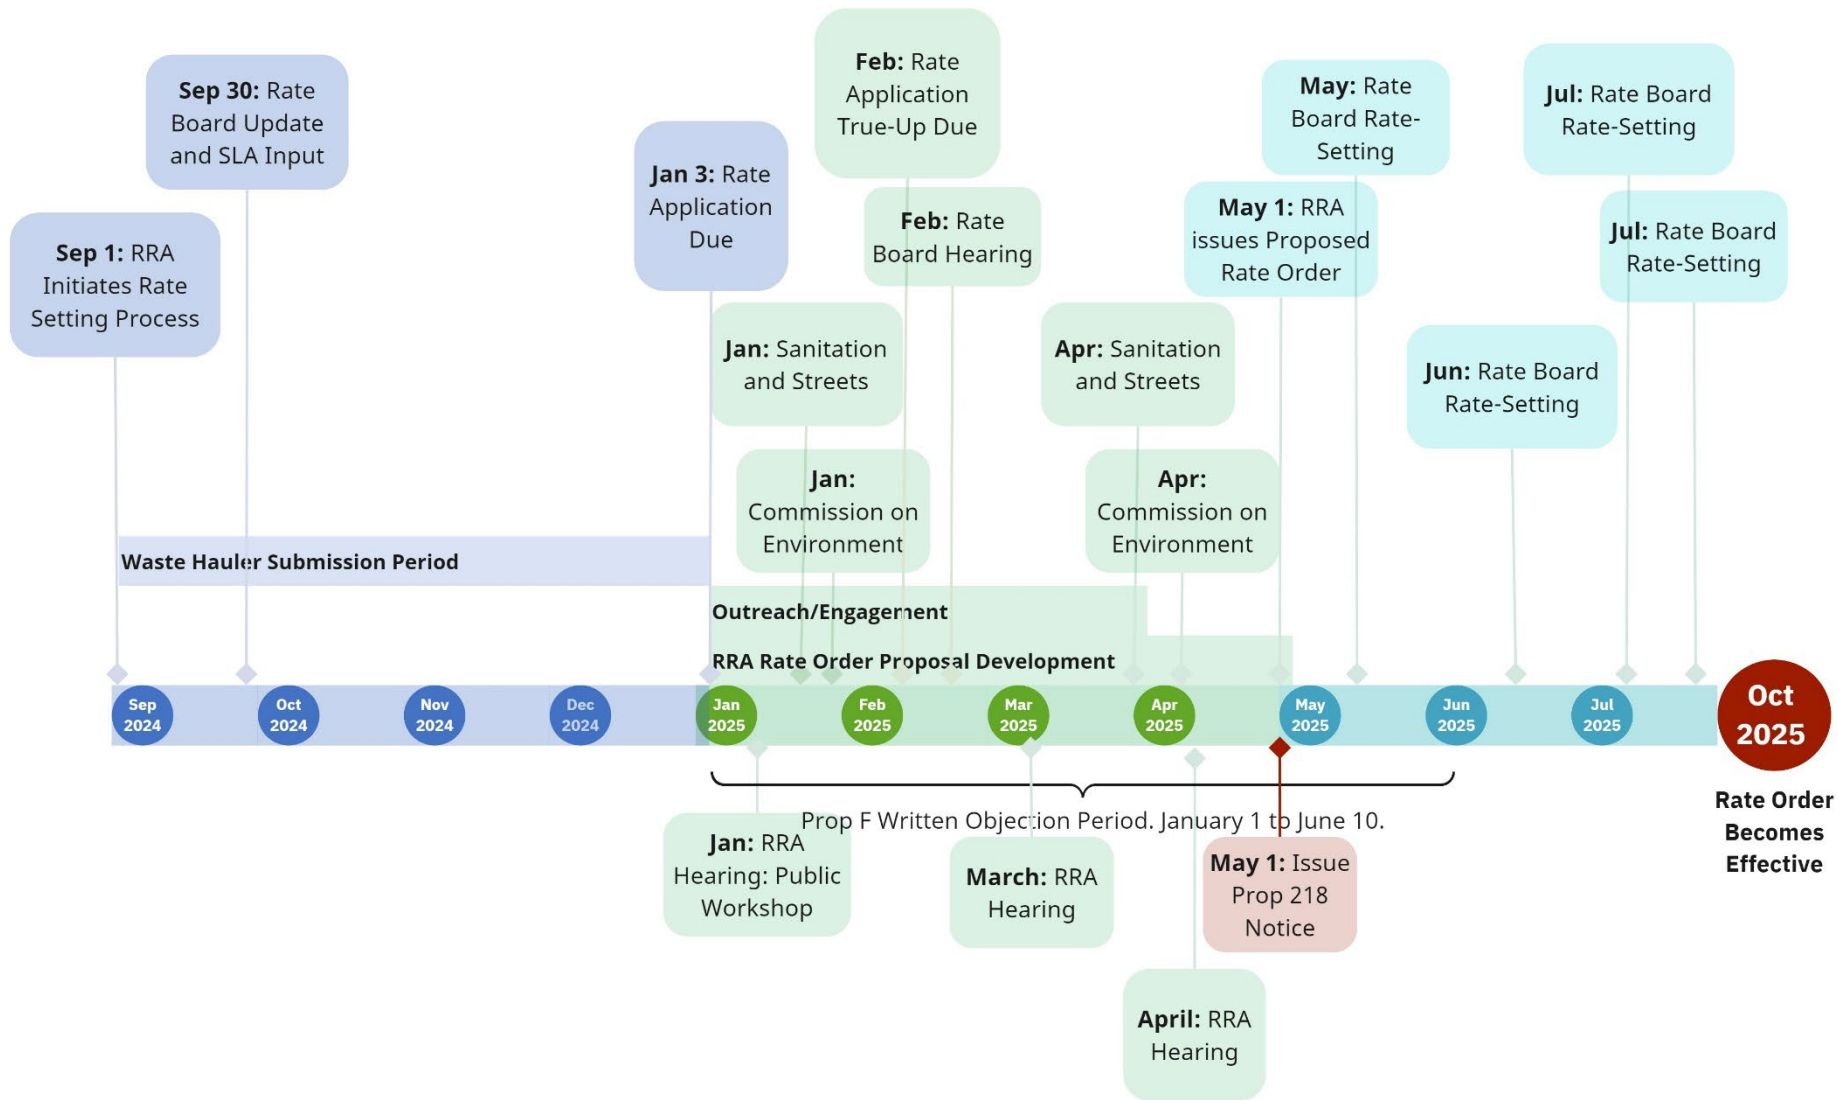 Sep 30: Rate
Board Update
and SLA Input
Sep 1: RRA
Initiates Rate
Setting Process
Jan 3: Rate
Application
Due
Feb: Rate
Application
True-Up Due
Feb: Rate
Board Hearing
Jan: Sanitation
and Streets
Jan:
Commission on
Environment
Apr: Sanitation
and Streets
Apr:
Commission on
Environment
May: Rate
Board Rate-
Setting
May 1: RRA
issues Proposed
Rate Order
Jun: Rate Board
Rate-Setting
Jul: Rate Board
Rate-Setting
Jul: Rate Board
Rate-Setting
Waste Hauler Submission Period
Outreach/Engagement
RRA Rate Order Proposal Development
Sep
2024
Oct
2024
Nov
2024
Dec
2024
Jan
2025
Feb
2025
Mar
2025
Apr
2025
May
2025
Jun
2025
Jul
2025
Oct
2025
Rate Order
Becomes
Effective
Prop F Written Objection Period. January 1 to June 10.
Jan: RRA
Hearing: Public
Workshop
March: RRA
Hearing
April: RRA
Hearing
May 1: Issue
Prop 218
Notice